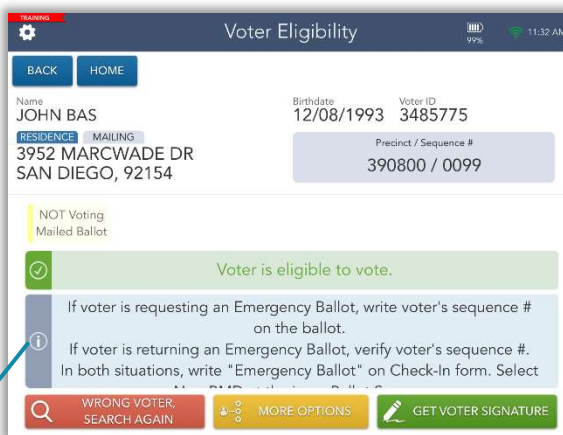 TRAINING
Voter Eligibility
99%
11:32 AM
BACK HOME
Name
JOHN BAS
Birthdate
12/08/1993
Voter ID
3485775
RESIDENCE MAILING
3952 MARCWADE DR
SAN DIEGO, 92154
Precinct / Sequence #
390800 / 0099
NOT Voting
Mailed Ballot
Voter is eligible to vote.
If voter is requesting an Emergency Ballot, write voter's sequence #
on the ballot.
If voter is returning an Emergency Ballot, verify voter's sequence #.
In both situations, write "Emergency Ballot" on Check-In form. Select
WRONG VOTER,
SEARCH AGAIN
MORE OPTIONS
GET VOTER SIGNATURE